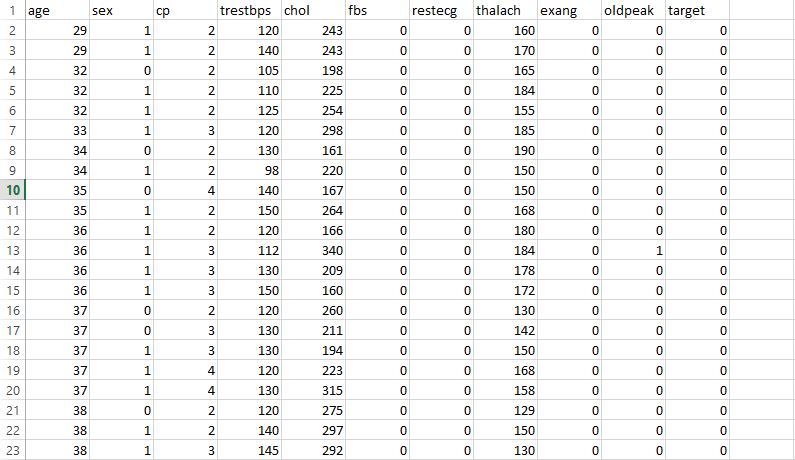 1 age sex cp trestbps chol fbs restecg thalach exang oldpeak target
2 29 1 2 120 243 0 0 160 0 0 0
3 29 1 2 140 243 0 0 170 0 0 0
4 32 0 2 105 198 0 0 165 0 0 0
5 32 1 2 110 225 0 0 184 0 0 0
6 32 1 2 125 254 0 0 155 0 0 0
7 33 1 3 120 298 0 0 185 0 0 0
8 34 0 2 130 161 0 0 190 0 0 0
9 34 1 2 98 220 0 0 150 0 0 0
10 35 0 4 140 167 0 0 150 0 0 0
11 35 1 2 150 264 0 0 168 0 0 0
12 36 1 2 120 166 0 0 180 0 0 0
13 36 1 3 112 340 0 0 184 0 1 0
14 36 1 3 130 209 0 0 178 0 0 0
15 36 1 3 150 160 0 0 172 0 0 0
16 37 0 2 120 260 0 0 130 0 0 0
17 37 0 3 130 211 0 0 142 0 0 0
18 37 1 3 130 194 0 0 150 0 0 0
19 37 1 4 120 223 0 0 168 0 0 0
20 37 1 4 130 315 0 0 158 0 0 0
21 38 0 2 120 275 0 0 129 0 0 0
22 38 1 2 140 297 0 0 150 0 0 0
23 38 1 3 145 292 0 0 130 0 0 0